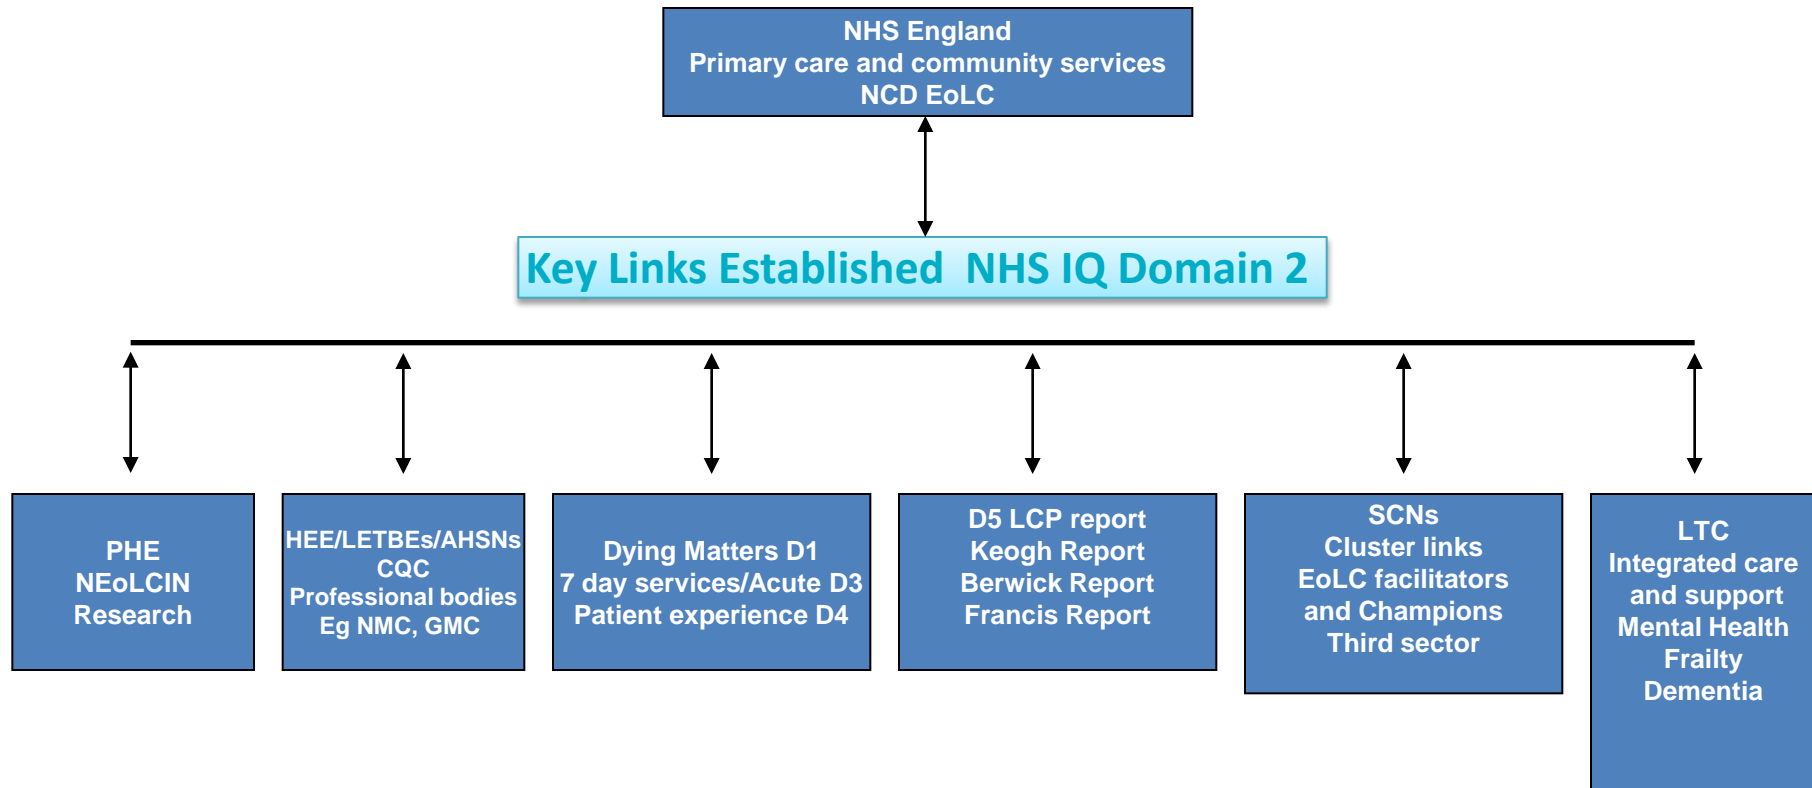 NHS England
Primary care and community services
NCD EoLC
Key Links Established  NHS IQ Domain 2
PHE
NEoLCIN
Research
HEE/LETBEs/AHSNs
CQC
Professional bodies
Eg NMC, GMC
Dying Matters D1
7 day services/Acute D3
Patient experience D4
D5 LCP report
Keogh Report
Berwick Report
Francis Report
SCNs
Cluster links
EoLC facilitators
and Champions
Third sector
LTC
Integrated care
and support
Mental Health
Frailty
Dementia